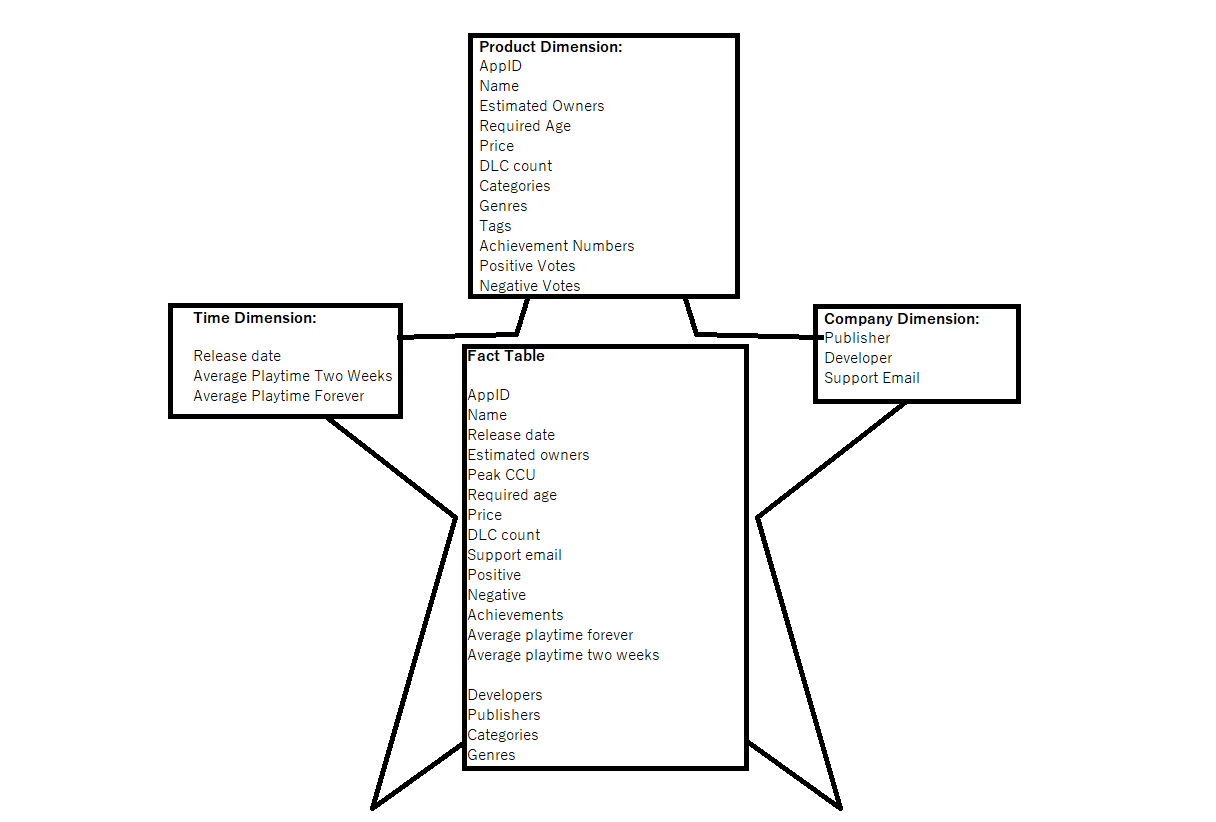 Product Dimension:
AppID
Name
Estimated Owners
Required Age
Price
DLC count
Categories
Genres
Tags
Achievement Numbers
Positive Votes
Negative Votes
Time Dimension:
Release date
Average Playtime Two Weeks
Average Playtime Forever
Company Dimension:
Publisher
Developer
Support Email
Fact Table
AppID
Name
Release date
Estimated owners
Peak CCU
Required age
Price
DLC count
Support email
Positive
Negative
Achievements
Average playtime forever
Average playtime two weeks
Developers
Publishers
Categories
Genres